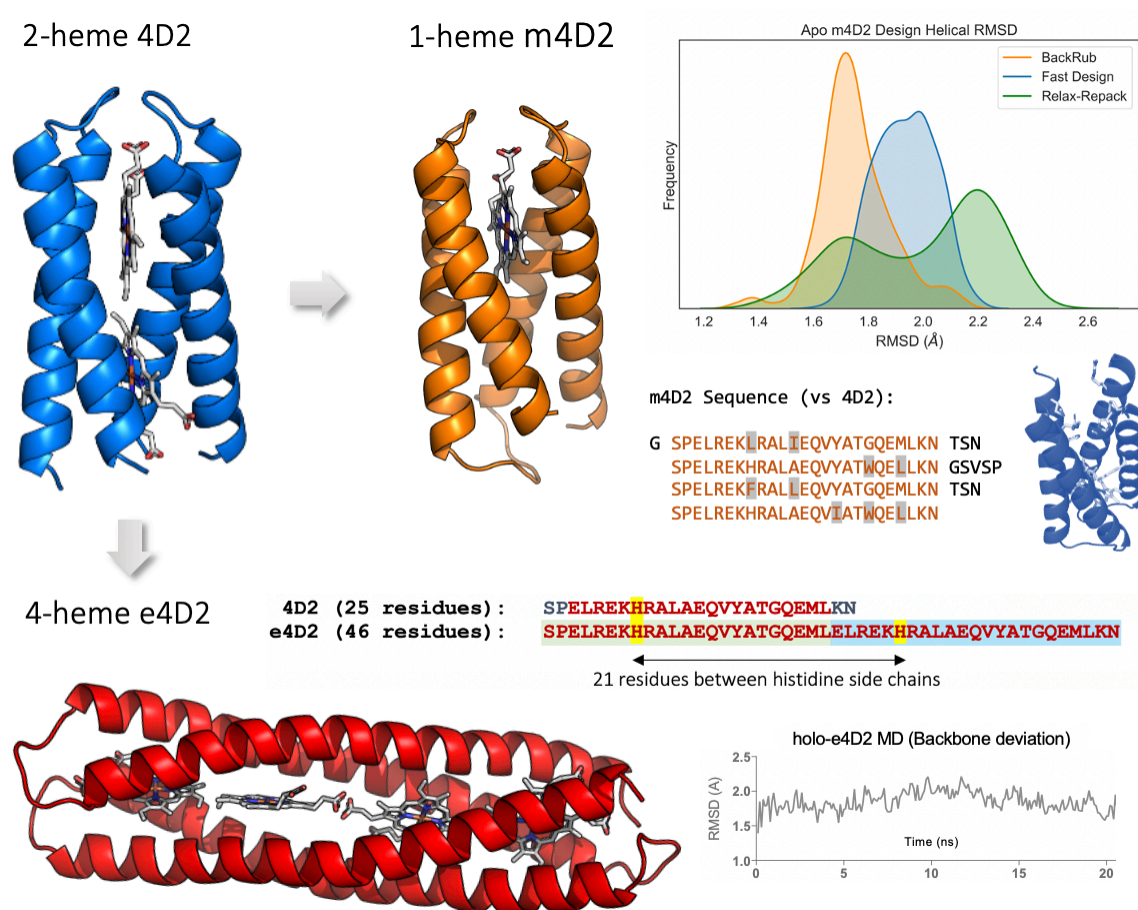 2-heme 4D2
1-heme m4D2
Apo m4D2 Design Helical RMSD
BackRub
Fast Design
Relax-Repack
Frequency
1.2 1.4 1.6 1.8 2.0 2.2 2.4 2.6
RMSD (Å)
m4D2 Sequence (vs 4D2):
G SPELREKLRALIEQVYATGQEMLKN TSN
SPELREKHRALAEQVYATWQELLKN GSVSP
SPELREKFRALLEQVYATGQEMLKN TSN
SPELREKHRALAEQVIATWQELLKN
4-heme e4D2
4D2 (25 residues): SPELREKHRALAEQVYATGQEMLKN
e4D2 (46 residues): SPELREKHRALAEQVYATGQEMLELREKHRALAEQVYATGQEMLKN
21 residues between histidine side chains
holo-e4D2 MD (Backbone deviation)
RMSD (A)
2.5
2.0
1.5
1.0
Time (ns)
0 5 10 15 20